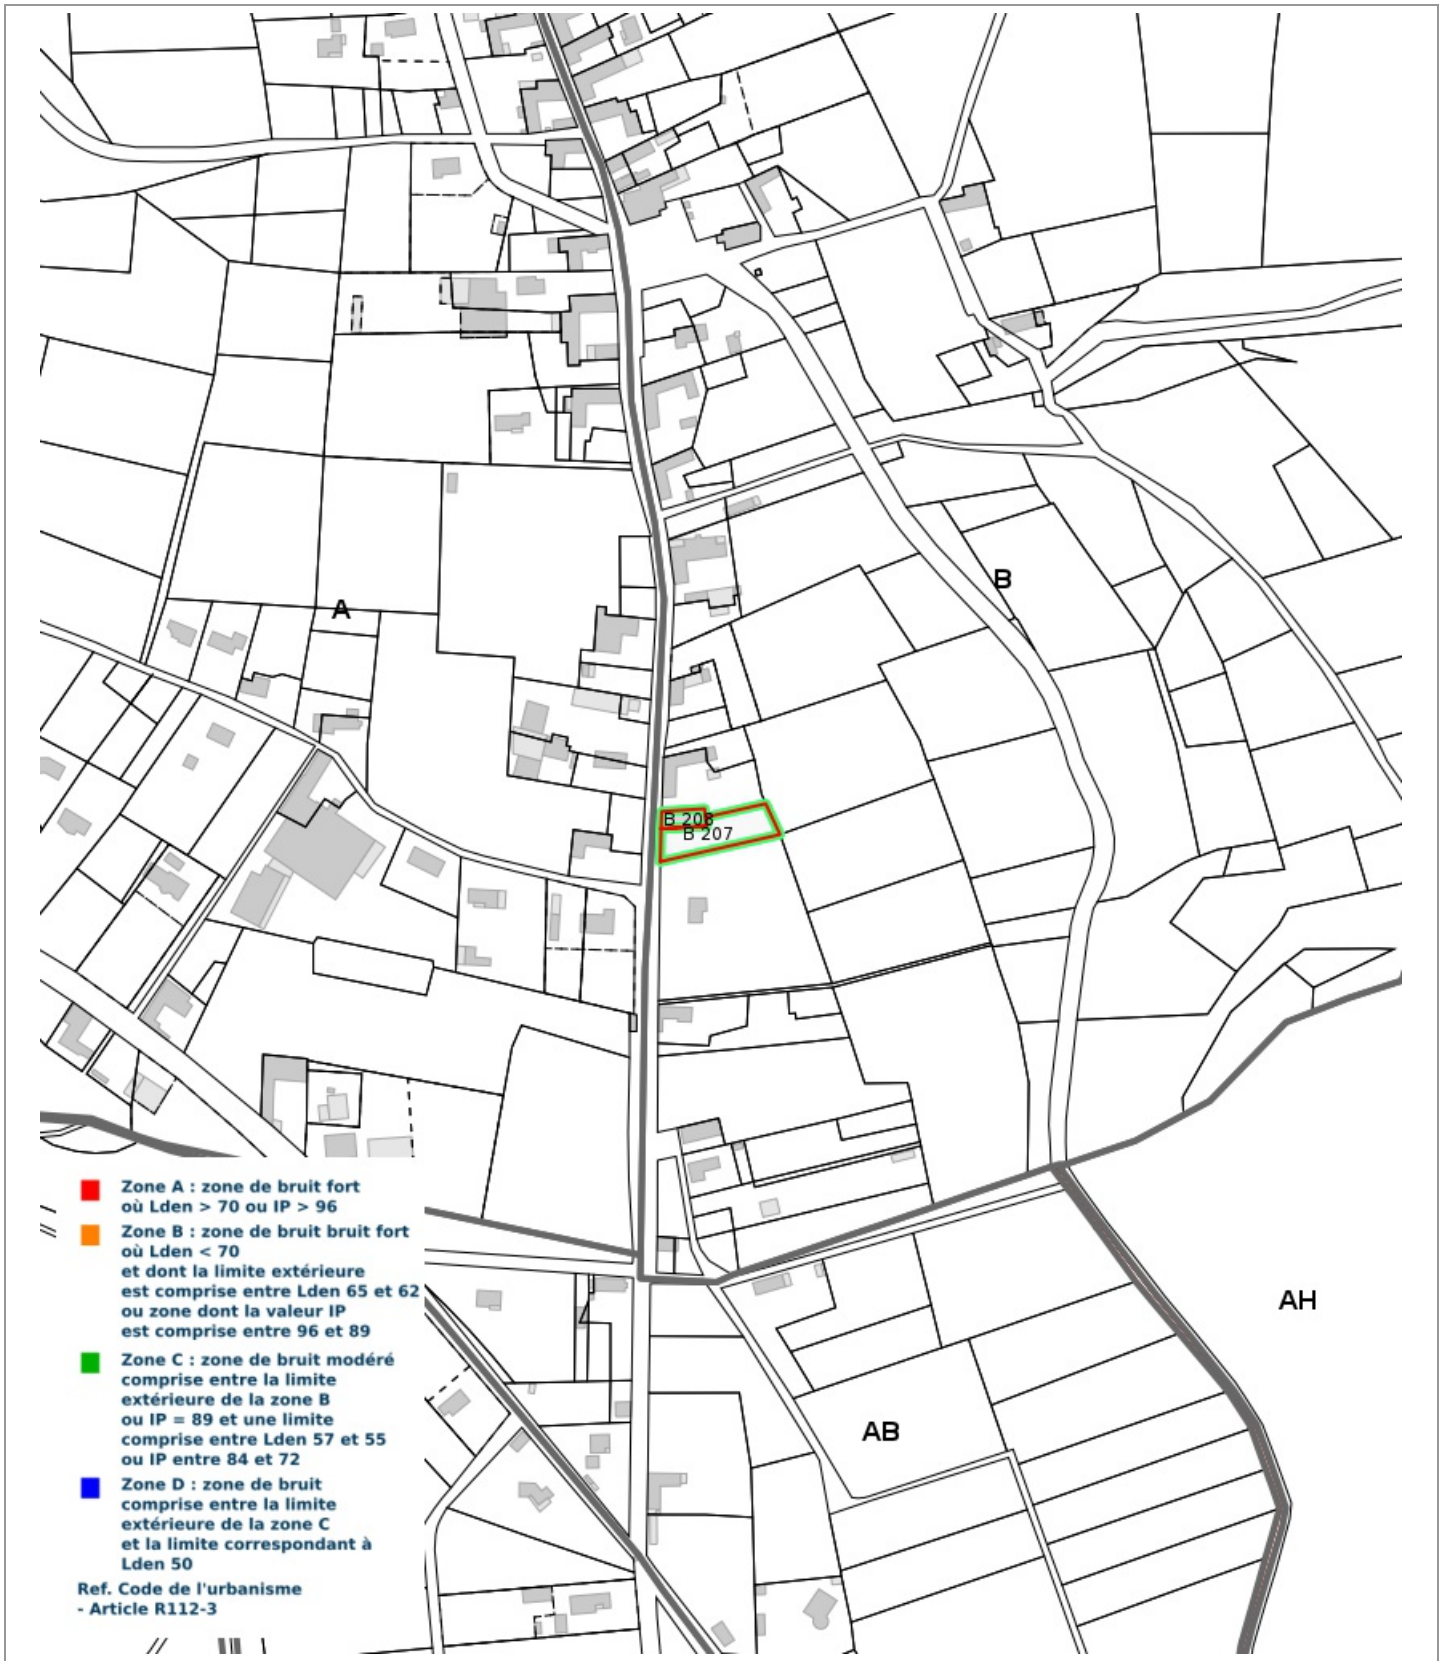 A
B
B 208
B 207
AH
AB
Zone A : zone de bruit fort
où Lden > 70 ou IP > 96
Zone B : zone de bruit bruit fort
où Lden < 70
et dont la limite extérieure
est comprise entre Lden 65 et 62
ou zone dont la valeur IP
est comprise entre 96 et 89
Zone C : zone de bruit modéré
comprise entre la limite
extérieure de la zone B
ou IP = 89 et une limite
comprise entre Lden 57 et 55
ou IP entre 84 et 72
Zone D : zone de bruit
comprise entre la limite
extérieure de la zone C
et la limite correspondant à
Lden 50
Ref. Code de l'urbanisme
- Article R112-3